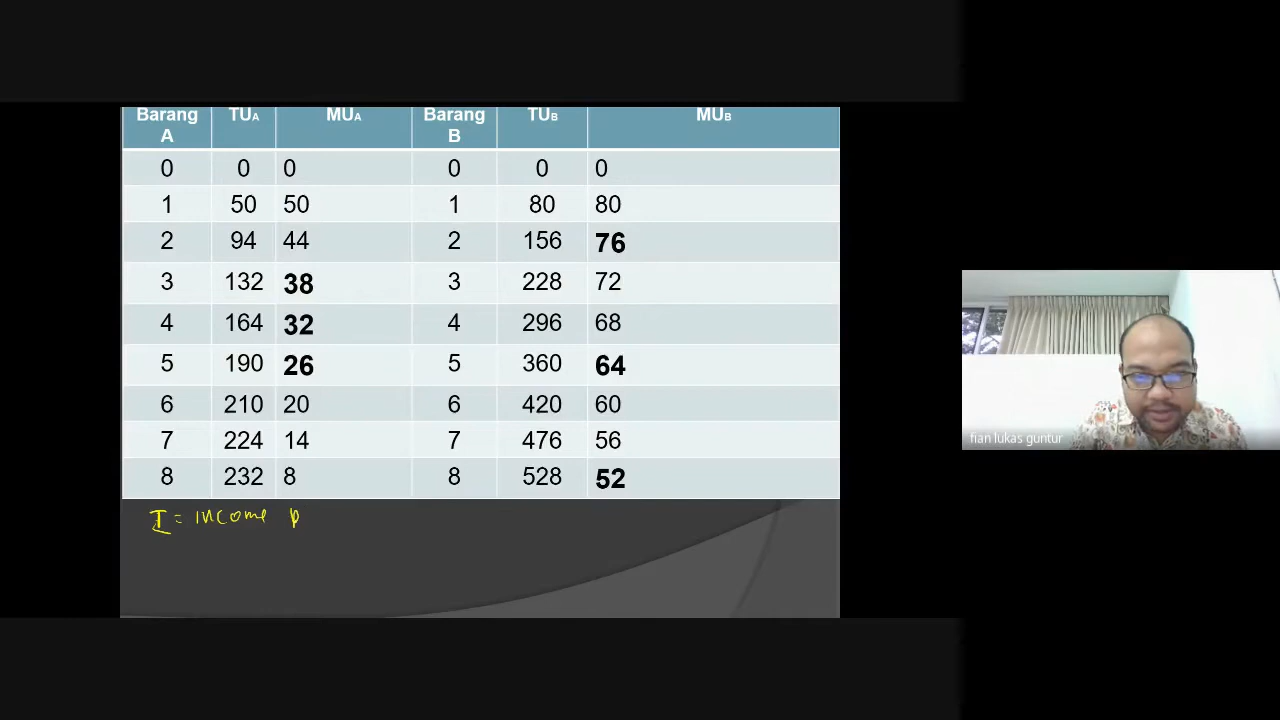 Barang A TUA MUA Barang B TUB MUB
0 0 0 0 0 0
1 50 50 1 80 80
2 94 44 2 156 76
3 132 38 3 228 72
4 164 32 4 296 68
5 190 26 5 360 64
6 210 20 6 420 60
7 224 14 7 476 56
8 232 8 8 528 52
I = income p
fian lukas guntur